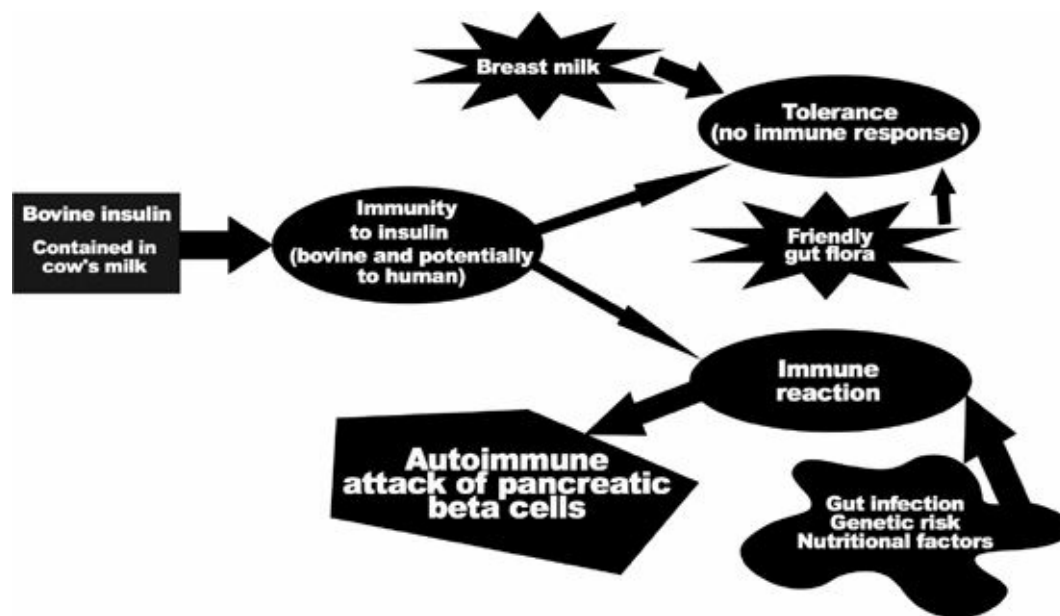 Breast milk
Tolerance
(no immune response)
Bovine insulin
Contained in
cow's milk
Immunity
to insulin
(bovine and potentially
to human)
Friendly
gut flora
Immune
reaction
Autoimmune
attack of pancreatic
beta cells
Gut infection
Genetic risk
Nutritional factors